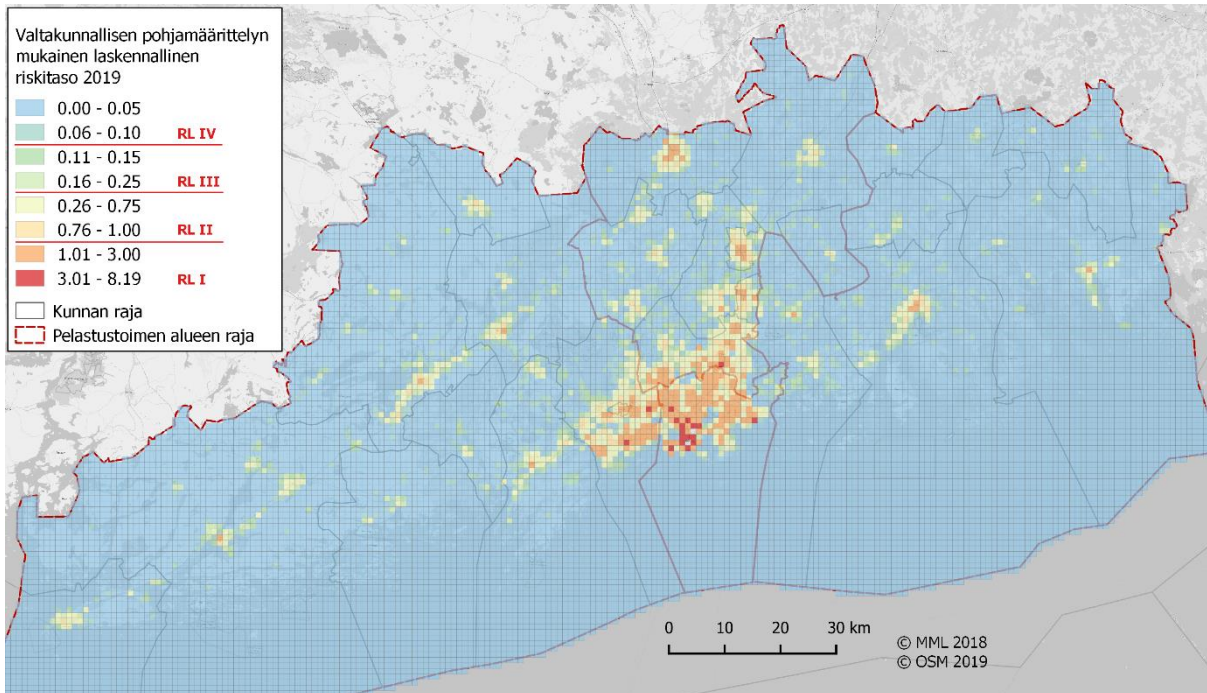 Valtakunnallisen pohjamäärittelyn
mukainen laskennallinen
riskitaso 2019
0.00 - 0.05
0.06 - 0.10 RL IV
0.11 - 0.15
0.16 - 0.25 RL III
0.26 - 0.75
0.76 - 1.00 RL II
1.01 - 3.00
3.01 - 8.19 RL I
Kunnan raja
Pelastustoimen alueen raja
0 10 20 30 km
© MML 2018
© OSM 2019